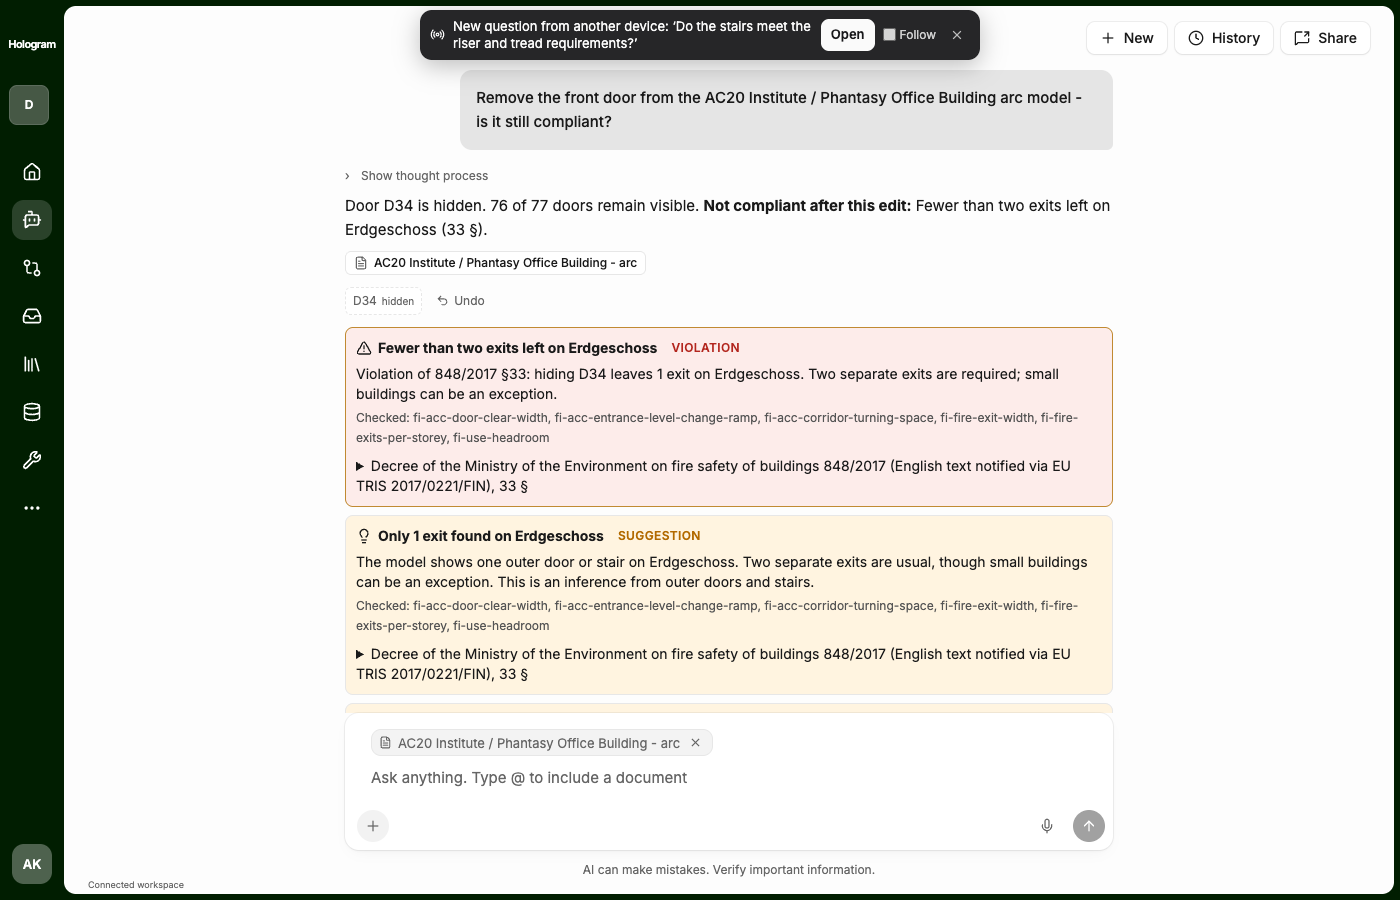 Hologram
D
AK
Connected workspace
New question from another device: ‘Do the stairs meet the
riser and tread requirements?’
Open
Follow
New
History
Share
Remove the front door from the AC20 Institute / Phantasy Office Building arc model -
is it still compliant?
Show thought process
Door D34 is hidden. 76 of 77 doors remain visible. Not compliant after this edit: Fewer than two exits left on
Erdgeschoss (33 §).
AC20 Institute / Phantasy Office Building - arc
D34 hidden
Undo
Fewer than two exits left on Erdgeschoss VIOLATION
Violation of 848/2017 §33: hiding D34 leaves 1 exit on Erdgeschoss. Two separate exits are required; small
buildings can be an exception.
Checked: fi-acc-door-clear-width, fi-acc-entrance-level-change-ramp, fi-acc-corridor-turning-space, fi-fire-exit-width, fi-fire-
exits-per-storey, fi-use-headroom
Decree of the Ministry of the Environment on fire safety of buildings 848/2017 (English text notified via EU
TRIS 2017/0221/FIN), 33 §
Only 1 exit found on Erdgeschoss SUGGESTION
The model shows one outer door or stair on Erdgeschoss. Two separate exits are usual, though small buildings
can be an exception. This is an inference from outer doors and stairs.
Checked: fi-acc-door-clear-width, fi-acc-entrance-level-change-ramp, fi-acc-corridor-turning-space, fi-fire-exit-width, fi-fire-
exits-per-storey, fi-use-headroom
Decree of the Ministry of the Environment on fire safety of buildings 848/2017 (English text notified via EU
TRIS 2017/0221/FIN), 33 §
AC20 Institute / Phantasy Office Building - arc
Ask anything. Type @ to include a document
AI can make mistakes. Verify important information.